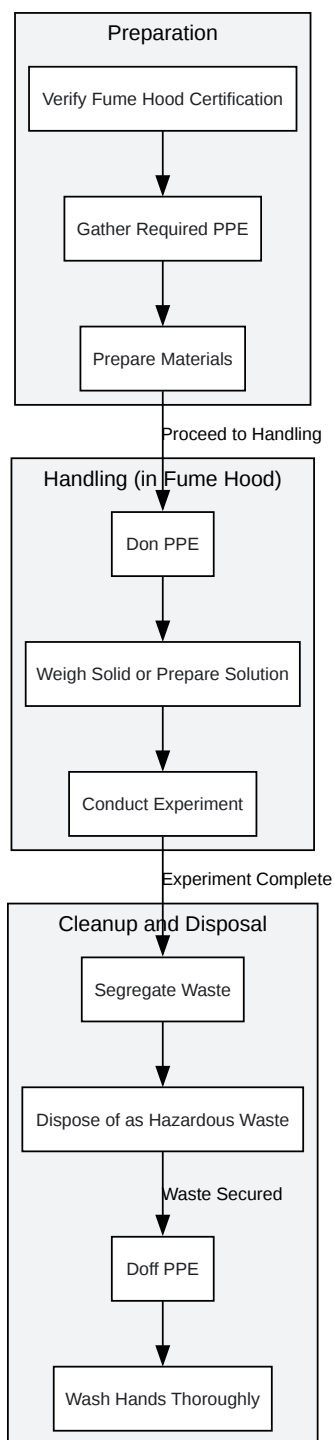 Preparation
Verify Fume Hood Certification
Gather Required PPE
Prepare Materials
Proceed to Handling
Handling (in Fume Hood)
Don PPE
Weigh Solid or Prepare Solution
Conduct Experiment
Experiment Complete
Cleanup and Disposal
Segregate Waste
Dispose of as Hazardous Waste
Waste Secured
Doff PPE
Wash Hands Thoroughly